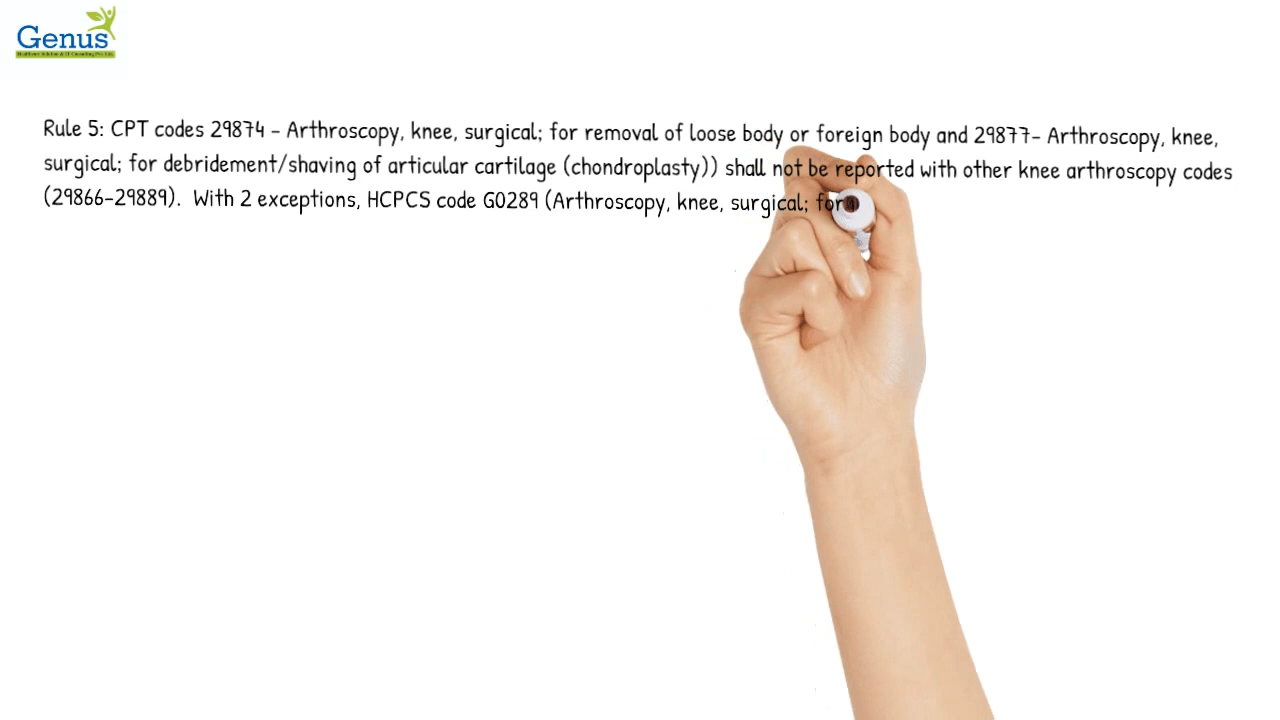 Genus
Rule 5: CPT codes 29874 – Arthroscopy, knee, surgical; for removal of loose body or foreign body and 29877– Arthroscopy, knee,
surgical; for debridement/shaving of articular cartilage (chondroplasty)) shall not be reported with other knee arthroscopy codes
(29866–29889).  With 2 exceptions, HCPCS code G0289 (Arthroscopy, knee, surgical; for